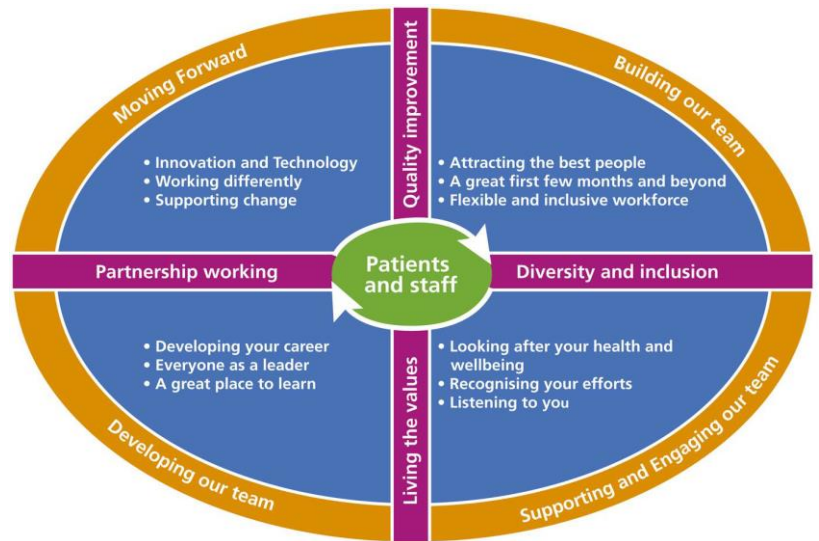 Moving Forward
Quality improvement
Building our team
• Innovation and Technology
• Working differently
• Supporting change
• Attracting the best people
• A great first few months and beyond
• Flexible and inclusive workforce
Partnership working
Patients
and staff
Diversity and inclusion
• Developing your career
• Everyone as a leader
• A great place to learn
• Looking after your health and
wellbeing
• Recognising your efforts
• Listening to you
Developing our team
Living the values
Supporting and Engaging our team